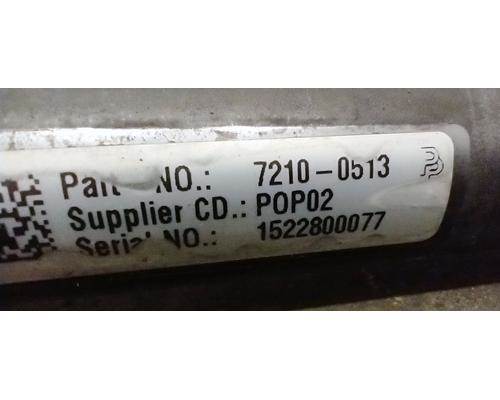 Part NO.: 7210-0513
Supplier CD.: POP02
Serial NO.: 1522800077